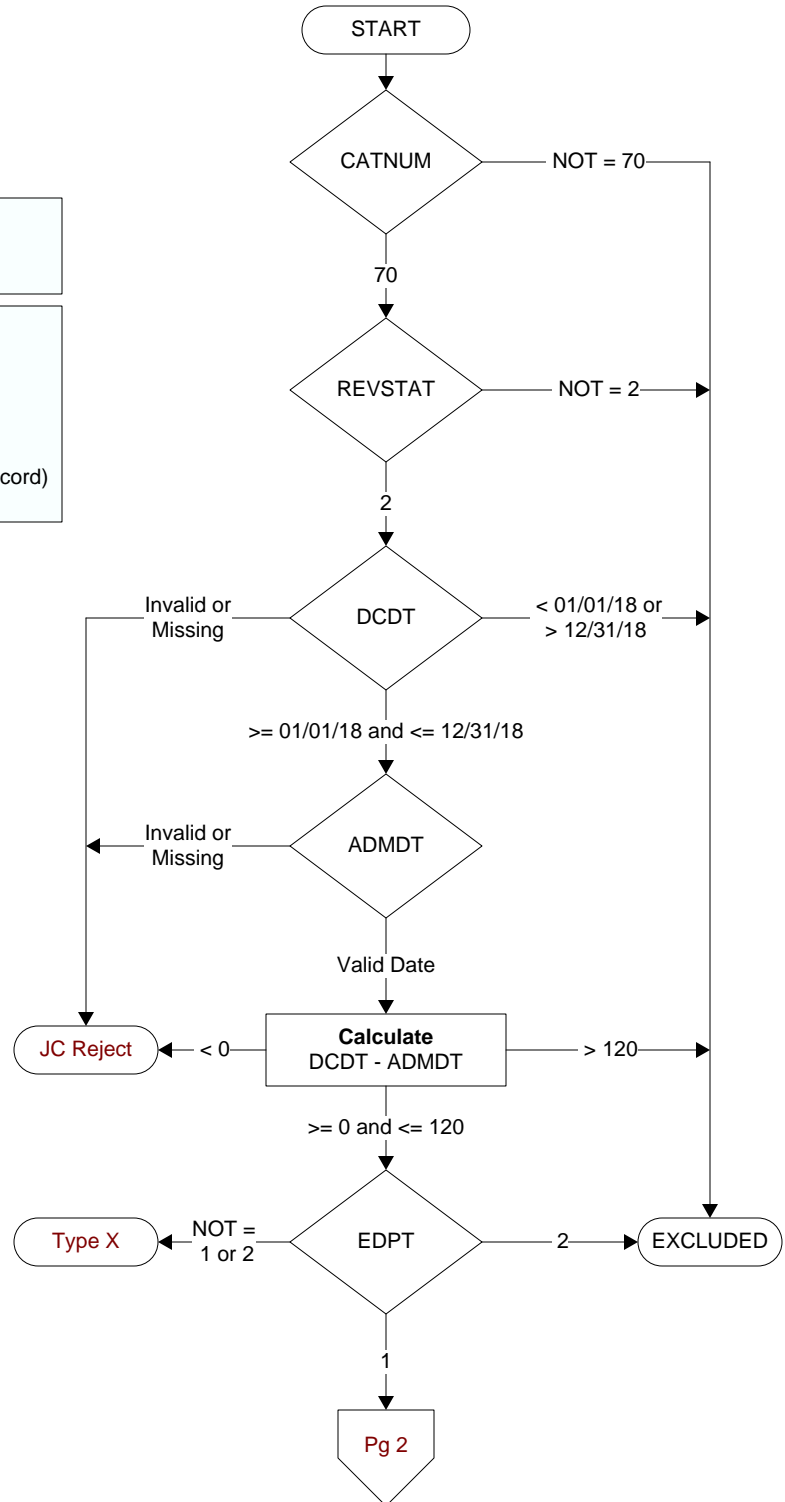 START
CATNUM
NOT = 70
70
REVSTAT
NOT = 2
cord)
2
Invalid or
Missing
DCDT
< 01/01/18 or
> 12/31/18
>= 01/01/18 and <= 12/31/18
Invalid or
Missing
ADMDT
Valid Date
JC Reject
< 0
Calculate
DCDT - ADMDT
> 120
>= 0 and <= 120
Type X
NOT =
1 or 2
EDPT
2
EXCLUDED
1
Pg 2